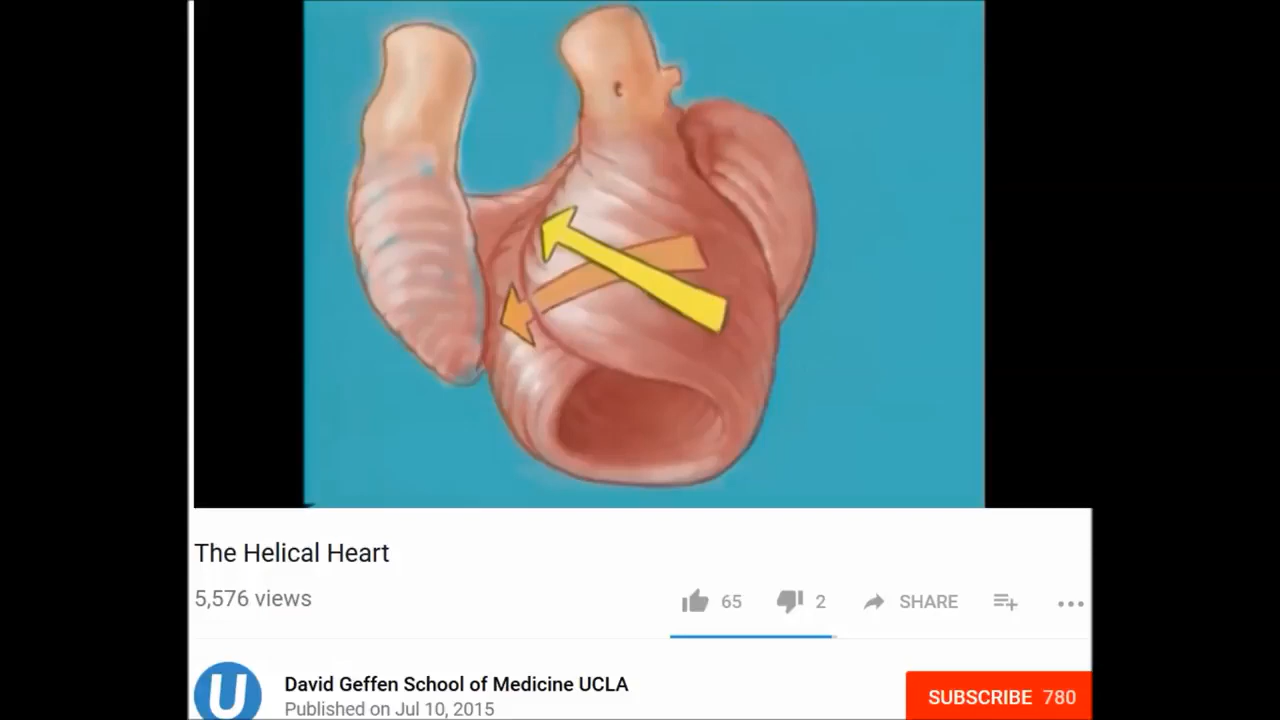 The Helical Heart
5,576 views
65 2 SHARE
U
David Geffen School of Medicine UCLA
Published on Jul 10, 2015
SUBSCRIBE 780